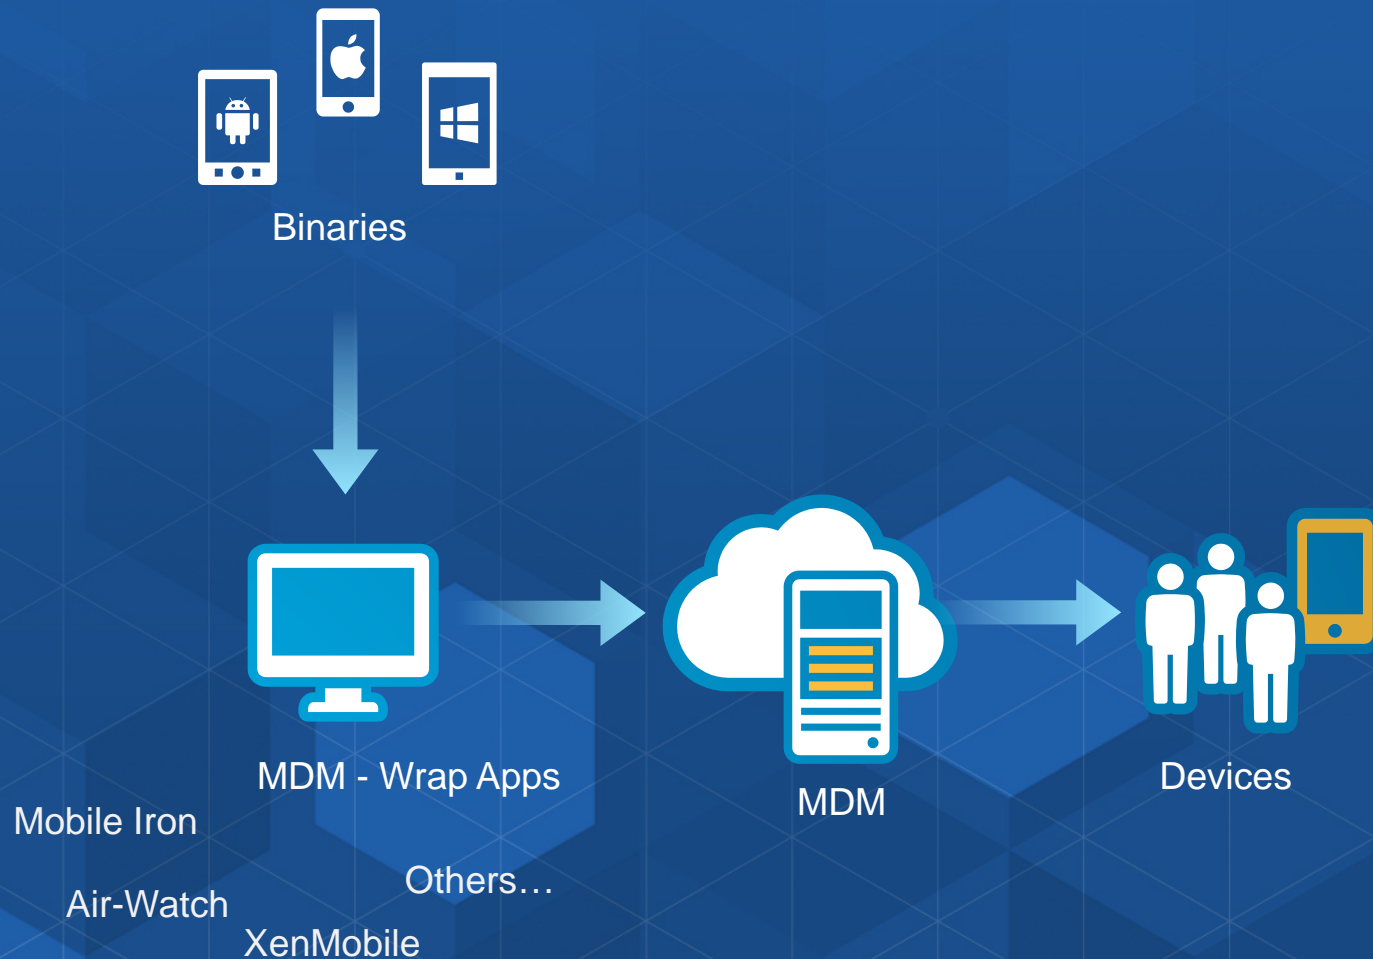 Binaries
MDM - Wrap Apps
MDM
Devices
Mobile Iron
Others…
Air-Watch
XenMobile